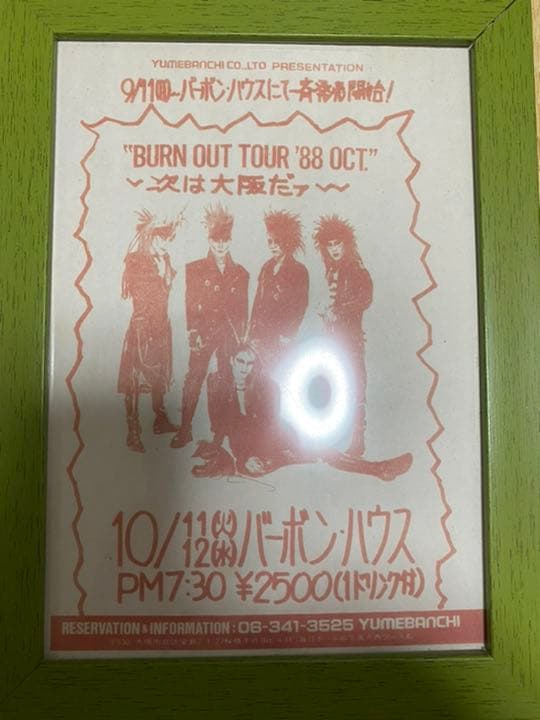 YUMEBANCHI CO.,LTD PRESENTATION
9/11(日)〜バーボン・ハウスにて一斉発売開始!
"BURN OUT TOUR '88 OCT."
〜次は大阪だァ〜
10/11(火)12(水)バーボン・ハウス
PM7:30 ¥2500(1ドリンク付)
RESERVATION & INFORMATION : 06-341-3525 YUMEBANCHI